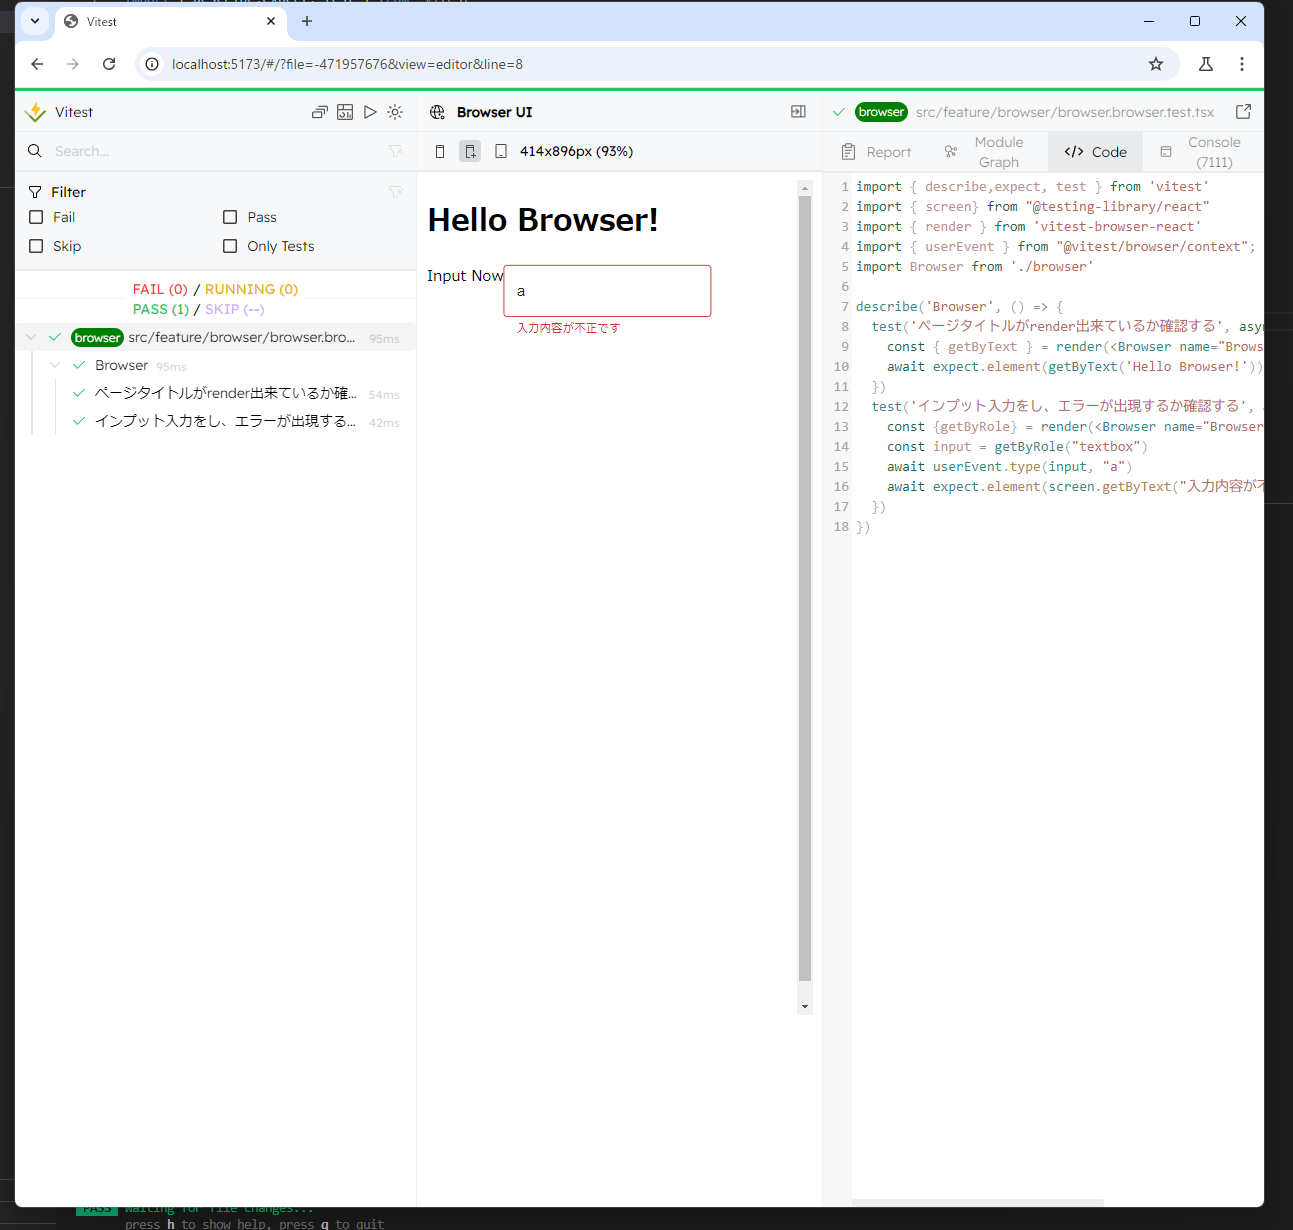 Vitest
localhost:5173/#/?file=-471957676&view=editor&line=8
Vitest
Search...
Filter
Fail
Pass
Skip
Only Tests
FAIL (0) / RUNNING (0)
PASS (1) / SKIP (--)
browser src/feature/browser/browser.bro... 95ms
Browser 95ms
ページタイトルがrender出来ているか確... 54ms
インプット入力をし、エラーが出現する... 42ms
Browser UI
414x896px (93%)
Hello Browser!
Input Now
a
入力内容が不正です
browser src/feature/browser/browser.browser.test.tsx
Report
Module Graph
Code
Console (7111)
1 import { describe,expect, test } from 'vitest'
2 import { screen} from "@testing-library/react"
3 import { render } from 'vitest-browser-react'
4 import { userEvent } from "@vitest/browser/context";
5 import Browser from './browser'
6
7 describe('Browser', () => {
8 test('ページタイトルがrender出来ているか確認する', asy
9 const { getByText } = render(<Browser name="Brows
10 await expect.element(getByText('Hello Browser!'))
11 })
12 test('インプット入力をし、エラーが出現するか確認する',
13 const {getByRole} = render(<Browser name="Browser
14 const input = getByRole("textbox")
15 await userEvent.type(input, "a")
16 await expect.element(screen.getByText("入力内容が
17 })
18 })
PASS Waiting for file changes...
press h to show help, press q to quit